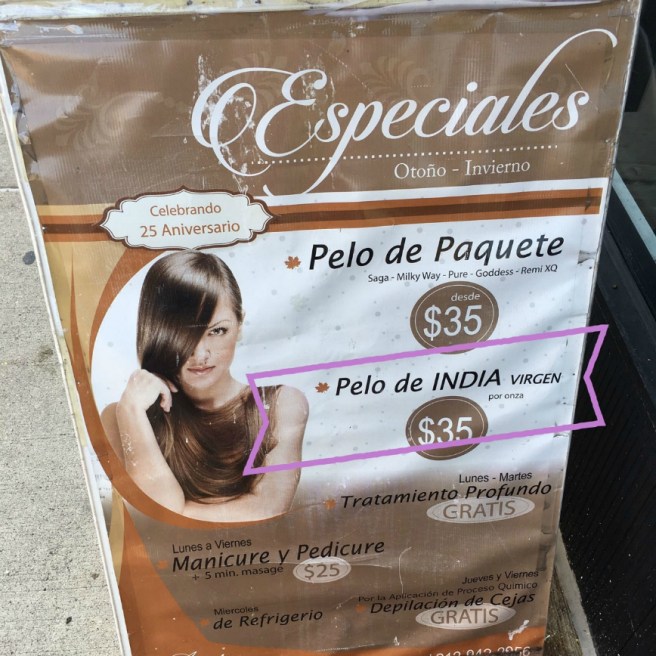 Especiales
Otoño - Invierno
Celebrando
25 Aniversario
Pelo de Paquete
Saga - Milky Way - Pure - Goddess - Remi XQ
desde
$35
Pelo de INDIA VIRGEN
por onza
$35
Lunes - Martes
Tratamiento Profundo
GRATIS
Lunes a Viernes
Manicure y Pedicure
+ 5 min. masage $25
Jueves y Viernes
Por la Aplicación de Proceso Quimico
Depilación de Cejas
GRATIS
Miercoles
de Refrigerio